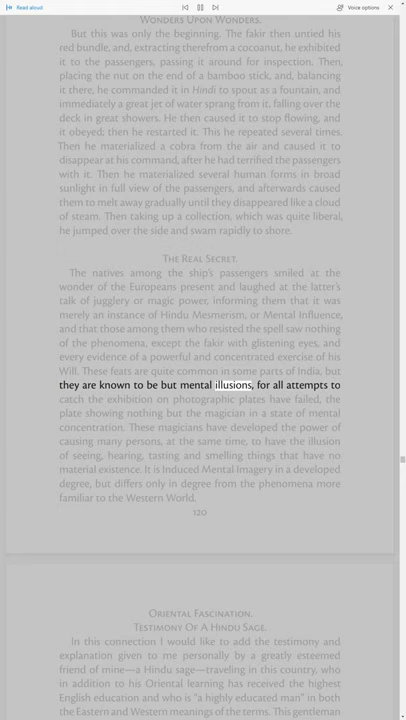 Read aloud
Voice options
WONDERS UPON WONDERS.
But this was only the beginning. The fakir then untied his
red bundle, and, extracting therefrom a cocoanut, he exhibited
it to the passengers, passing it around for inspection. Then,
placing the nut on the end of a bamboo stick, and, balancing
it there, he commanded it in Hindi to spout as a fountain, and
immediately a great jet of water sprang from it, falling over the
deck in great showers. He then caused it to stop flowing, and
it obeyed; then he restarted it. This he repeated several times.
Then he materialized a cobra from the air and caused it to
disappear at his command, after he had terrified the passengers
with it. Then he materialized several human forms in broad
sunlight in full view of the passengers, and afterwards caused
them to melt away gradually until they disappeared like a cloud
of steam. Then taking up a collection, which was quite liberal,
he jumped over the side and swam rapidly to shore.
THE REAL SECRET.
The natives among the ship's passengers smiled at the
wonder of the Europeans present and laughed at the latter's
talk of jugglery or magic power, informing them that it was
merely an instance of Hindu Mesmerism, or Mental Influence,
and that those among them who resisted the spell saw nothing
of the phenomena, except the fakir with glistening eyes, and
every evidence of a powerful and concentrated exercise of his
Will. These feats are quite common in some parts of India, but
they are known to be but mental illusions, for all attempts to
catch the exhibition on photographic plates have failed, the
plate showing nothing but the magician in a state of mental
concentration. These magicians have developed the power of
causing many persons, at the same time, to have the illusion
of seeing, hearing, tasting and smelling things that have no
material existence. It is Induced Mental Imagery in a developed
degree, but differs only in degree from the phenomena more
familiar to the Western World.
120
ORIENTAL FASCINATION.
TESTIMONY OF A HINDU SAGE.
In this connection I would like to add the testimony and
explanation given to me personally by a greatly esteemed
friend of mine—a Hindu sage—traveling in this country, who
in addition to his Oriental learning has received the highest
English education and who is "a highly educated man" in both
the Eastern and Western meanings of the terms. This gentleman